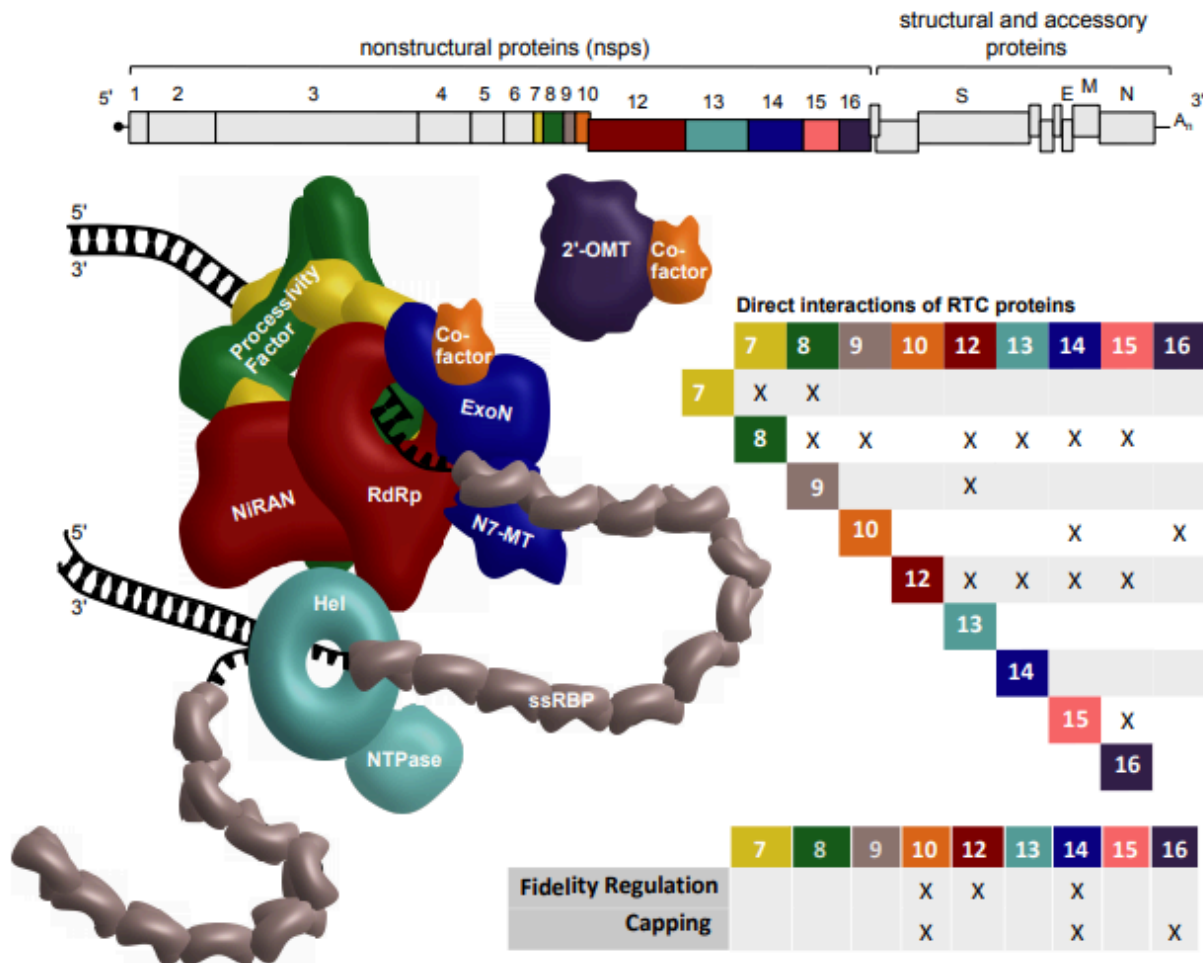 structural and accessory
nonstructural proteins (nsps)
proteins
1 2 3 4 5 6 7 8 9 10 12 13 14 15 16 S E M N
5' 3'
An
5'
3'
Processivity
Factor
Co-
factor
ExoN
NiRAN
RdRp
N7-MT
2'-OMT
Co-
factor
5'
3'
Hel
ssRBP
NTPase
Direct interactions of RTC proteins
7 8 9 10 12 13 14 15 16
7 X X
8 X X X X X X
9 X
10 X X
12 X X X X
13
14
15 X
16
7 8 9 10 12 13 14 15 16
Fidelity Regulation X X X
Capping X X X